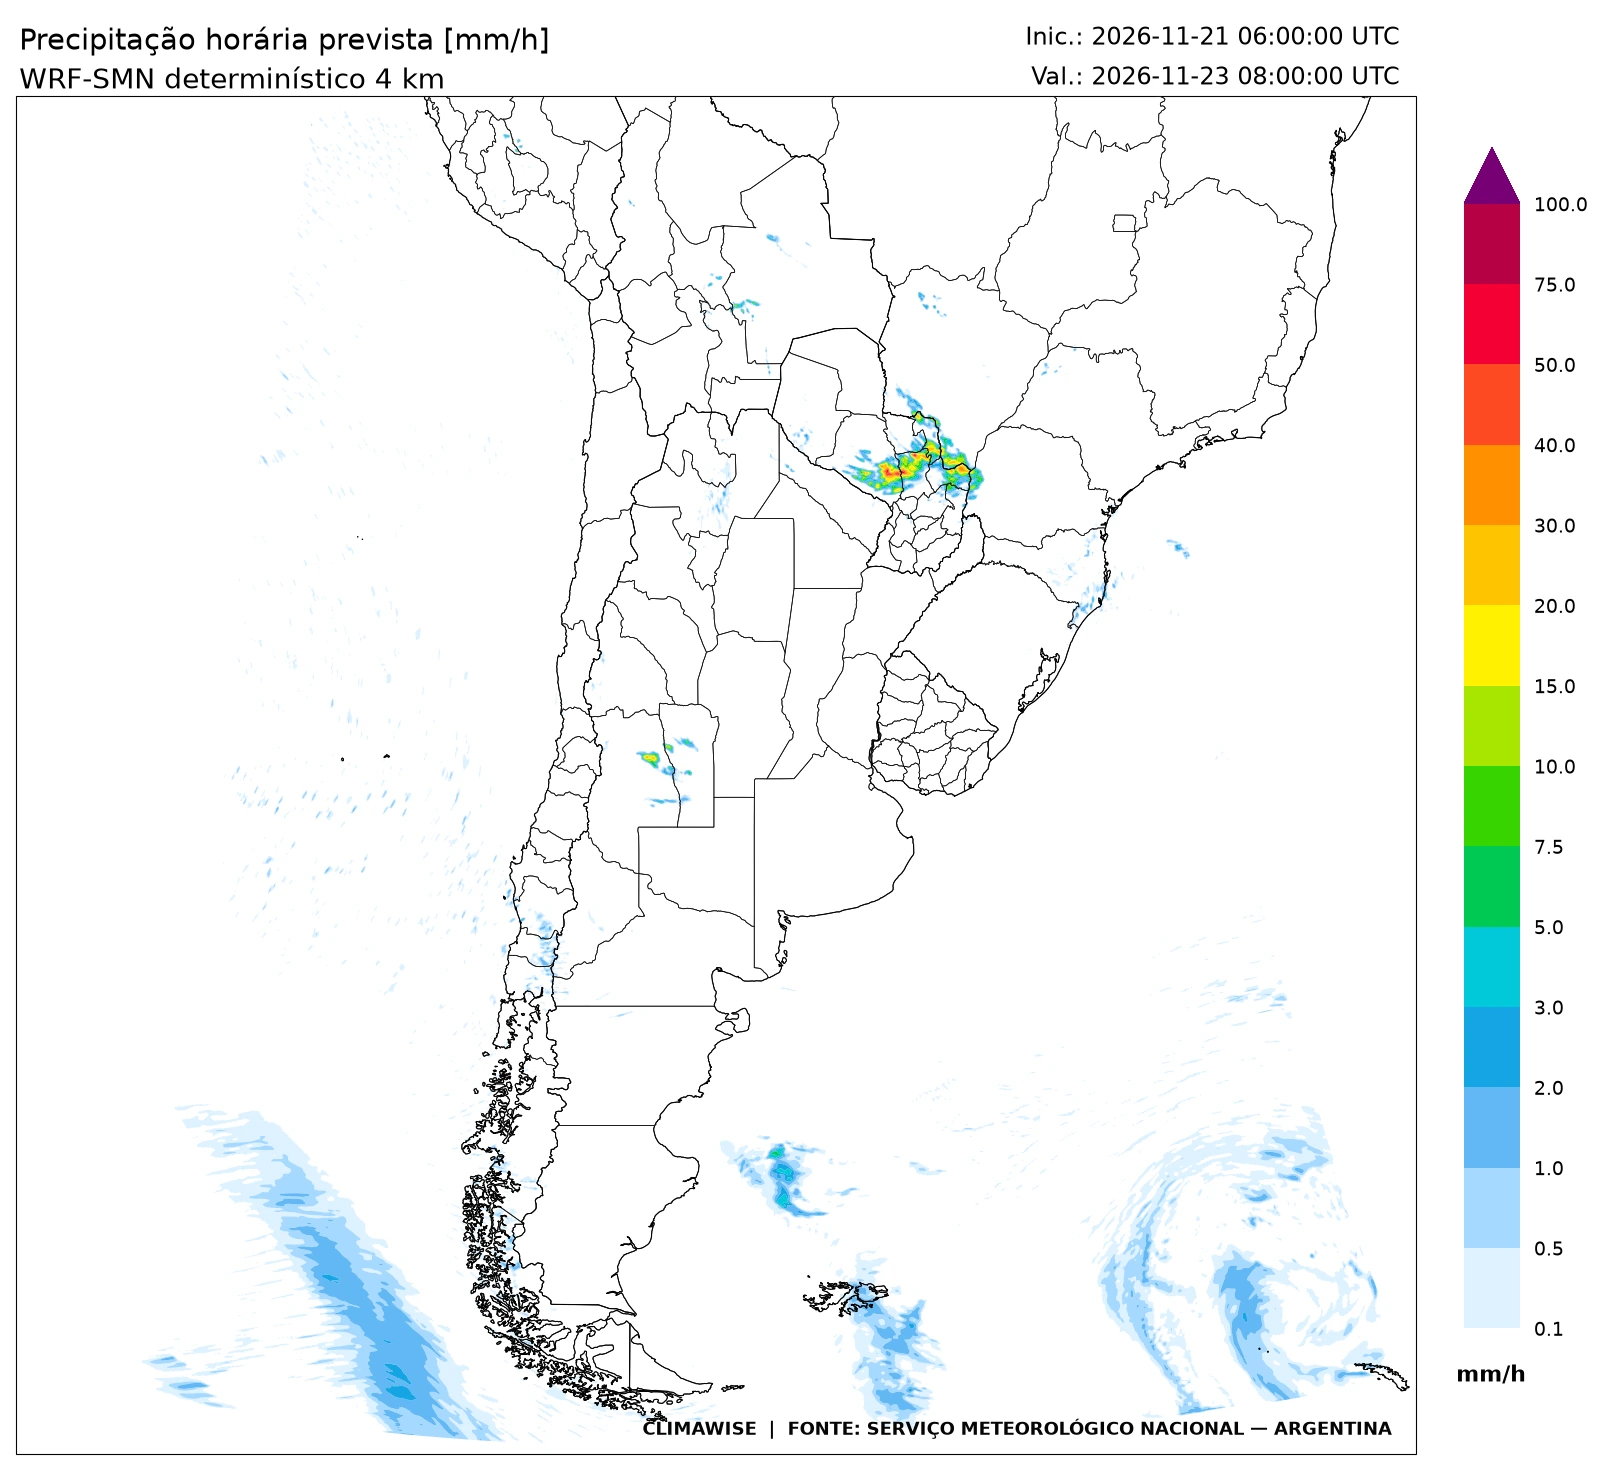 Precipitação horária prevista [mm/h]
WRF-SMN determinístico 4 km
Inic.: 2026-11-21 06:00:00 UTC
Val.: 2026-11-23 08:00:00 UTC
100.0
75.0
50.0
40.0
30.0
20.0
15.0
10.0
7.5
5.0
3.0
2.0
1.0
0.5
0.1
mm/h
CLIMAWISE | FONTE: SERVIÇO METEOROLÓGICO NACIONAL — ARGENTINA